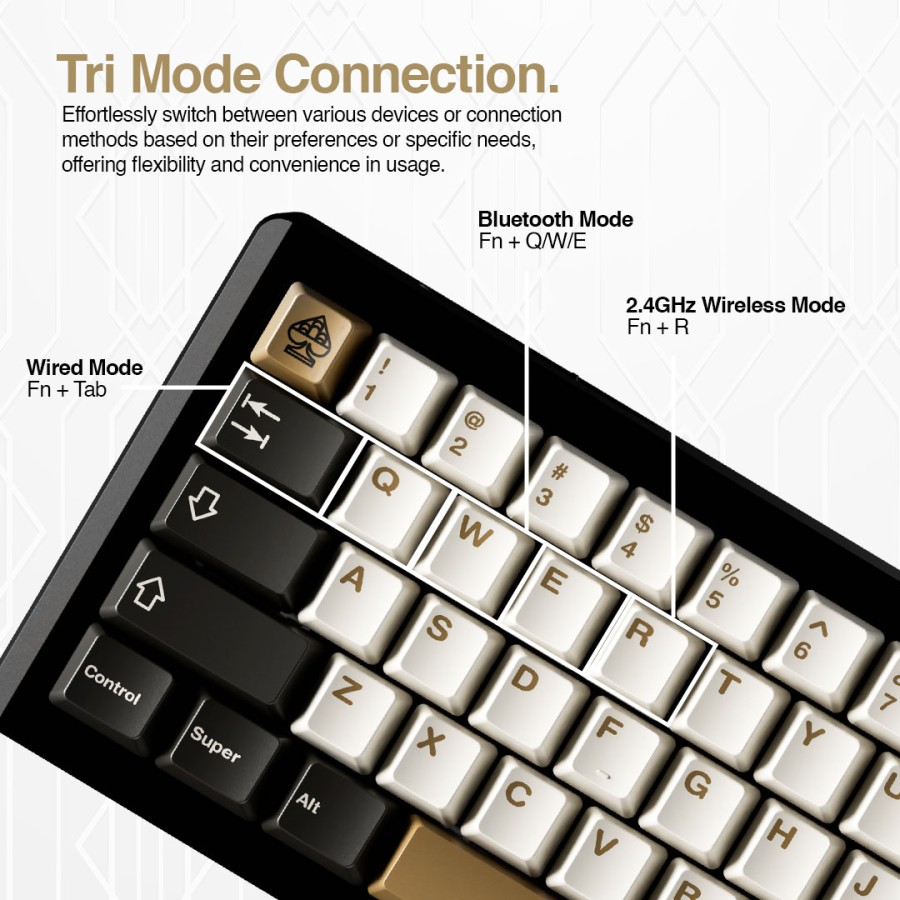 Tri Mode Connection.
Effortlessly switch between various devices or connection
methods based on their preferences or specific needs,
offering flexibility and convenience in usage.
Bluetooth Mode
Fn + Q/W/E
2.4GHz Wireless Mode
Fn + R
Wired Mode
Fn + Tab
!
1
@
2
#
3
$
4
%
5
^
6
7
Q
W
E
R
T
Y
U
A
S
D
F
G
H
J
Z
X
C
V
B
Control
Super
Alt